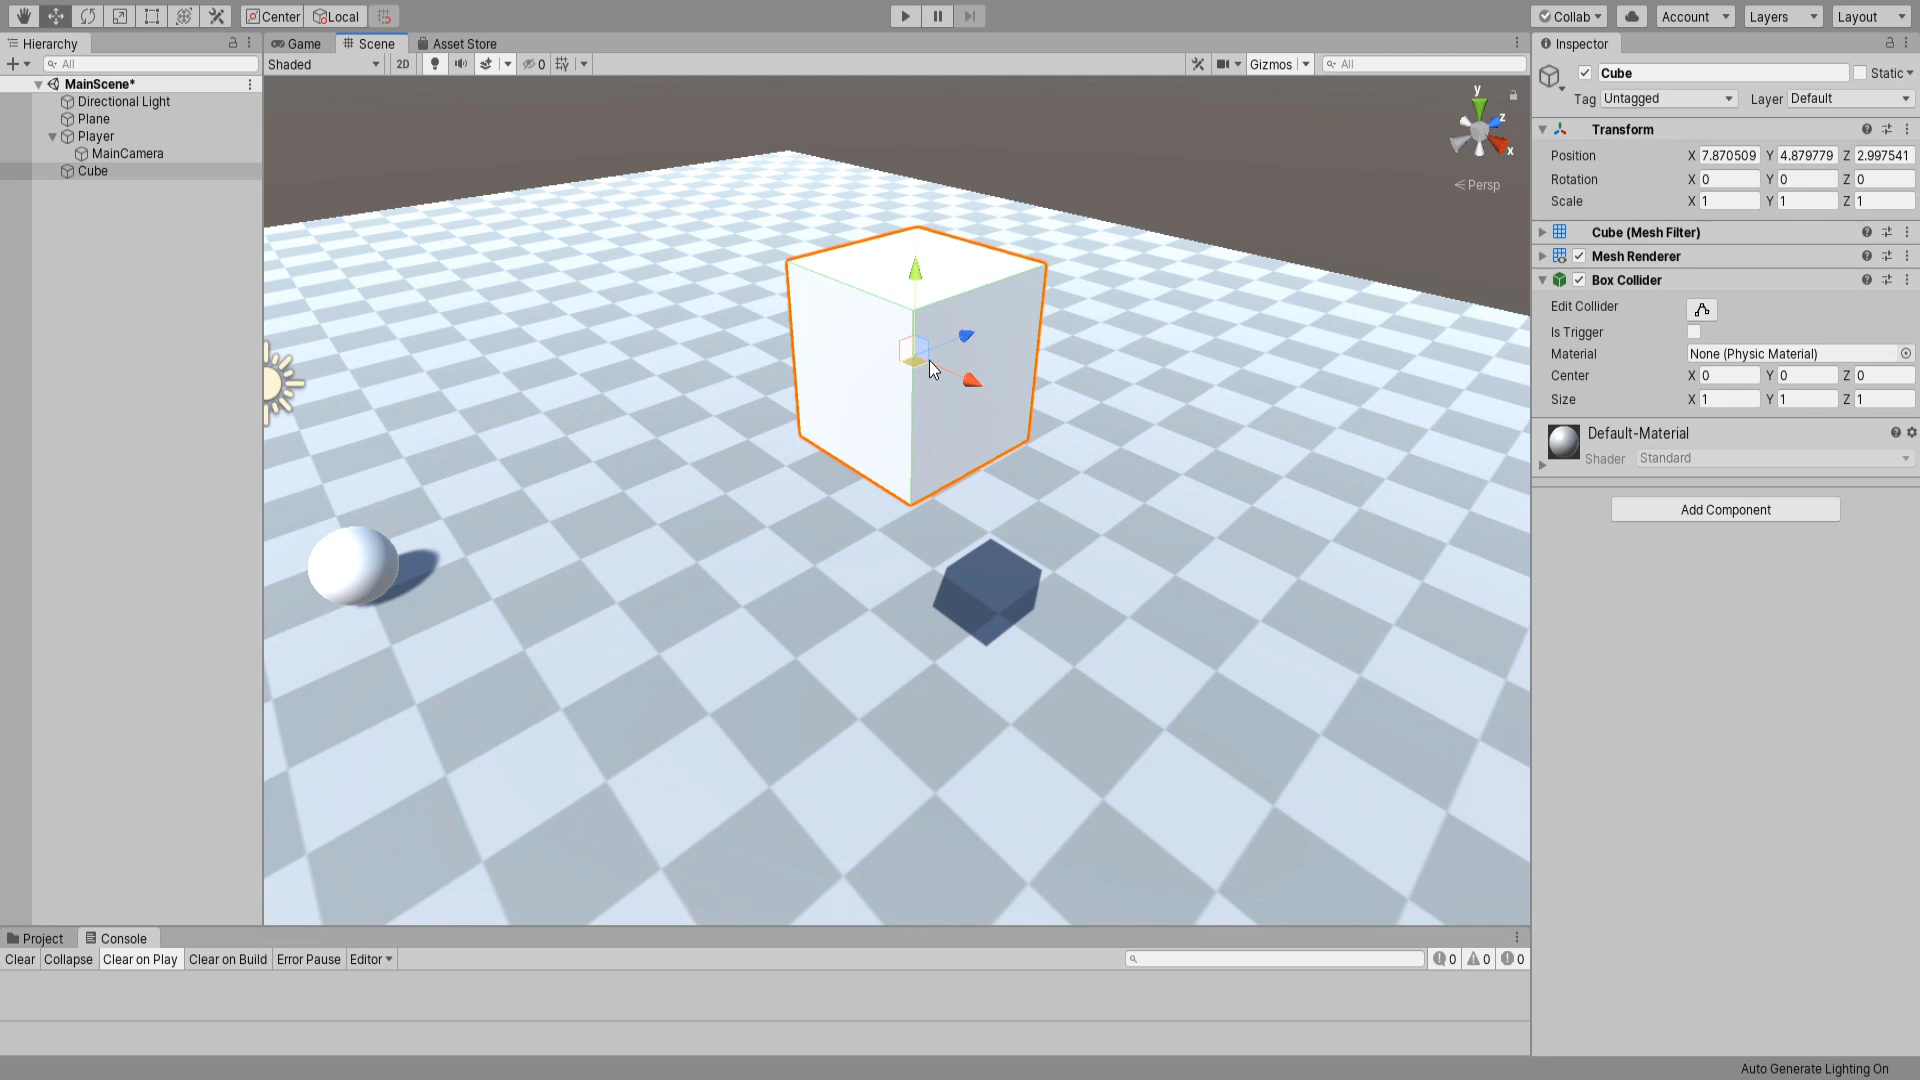 Center Local Collab Account Layers Layout
Hierarchy
All
MainScene*
Directional Light
Plane
Player
MainCamera
Cube
Game Scene Asset Store
Shaded 2D 0 Gizmos All
y
z
x
Persp
Inspector
Cube Static
Tag Untagged Layer Default
Transform
Position X 7.870509 Y 4.879779 Z 2.997541
Rotation X 0 Y 0 Z 0
Scale X 1 Y 1 Z 1
Cube (Mesh Filter)
Mesh Renderer
Box Collider
Edit Collider
Is Trigger
Material None (Physic Material)
Center X 0 Y 0 Z 0
Size X 1 Y 1 Z 1
Default-Material
Shader Standard
Add Component
Project Console
Clear Collapse Clear on Play Clear on Build Error Pause Editor 0 0 0
Auto Generate Lighting On